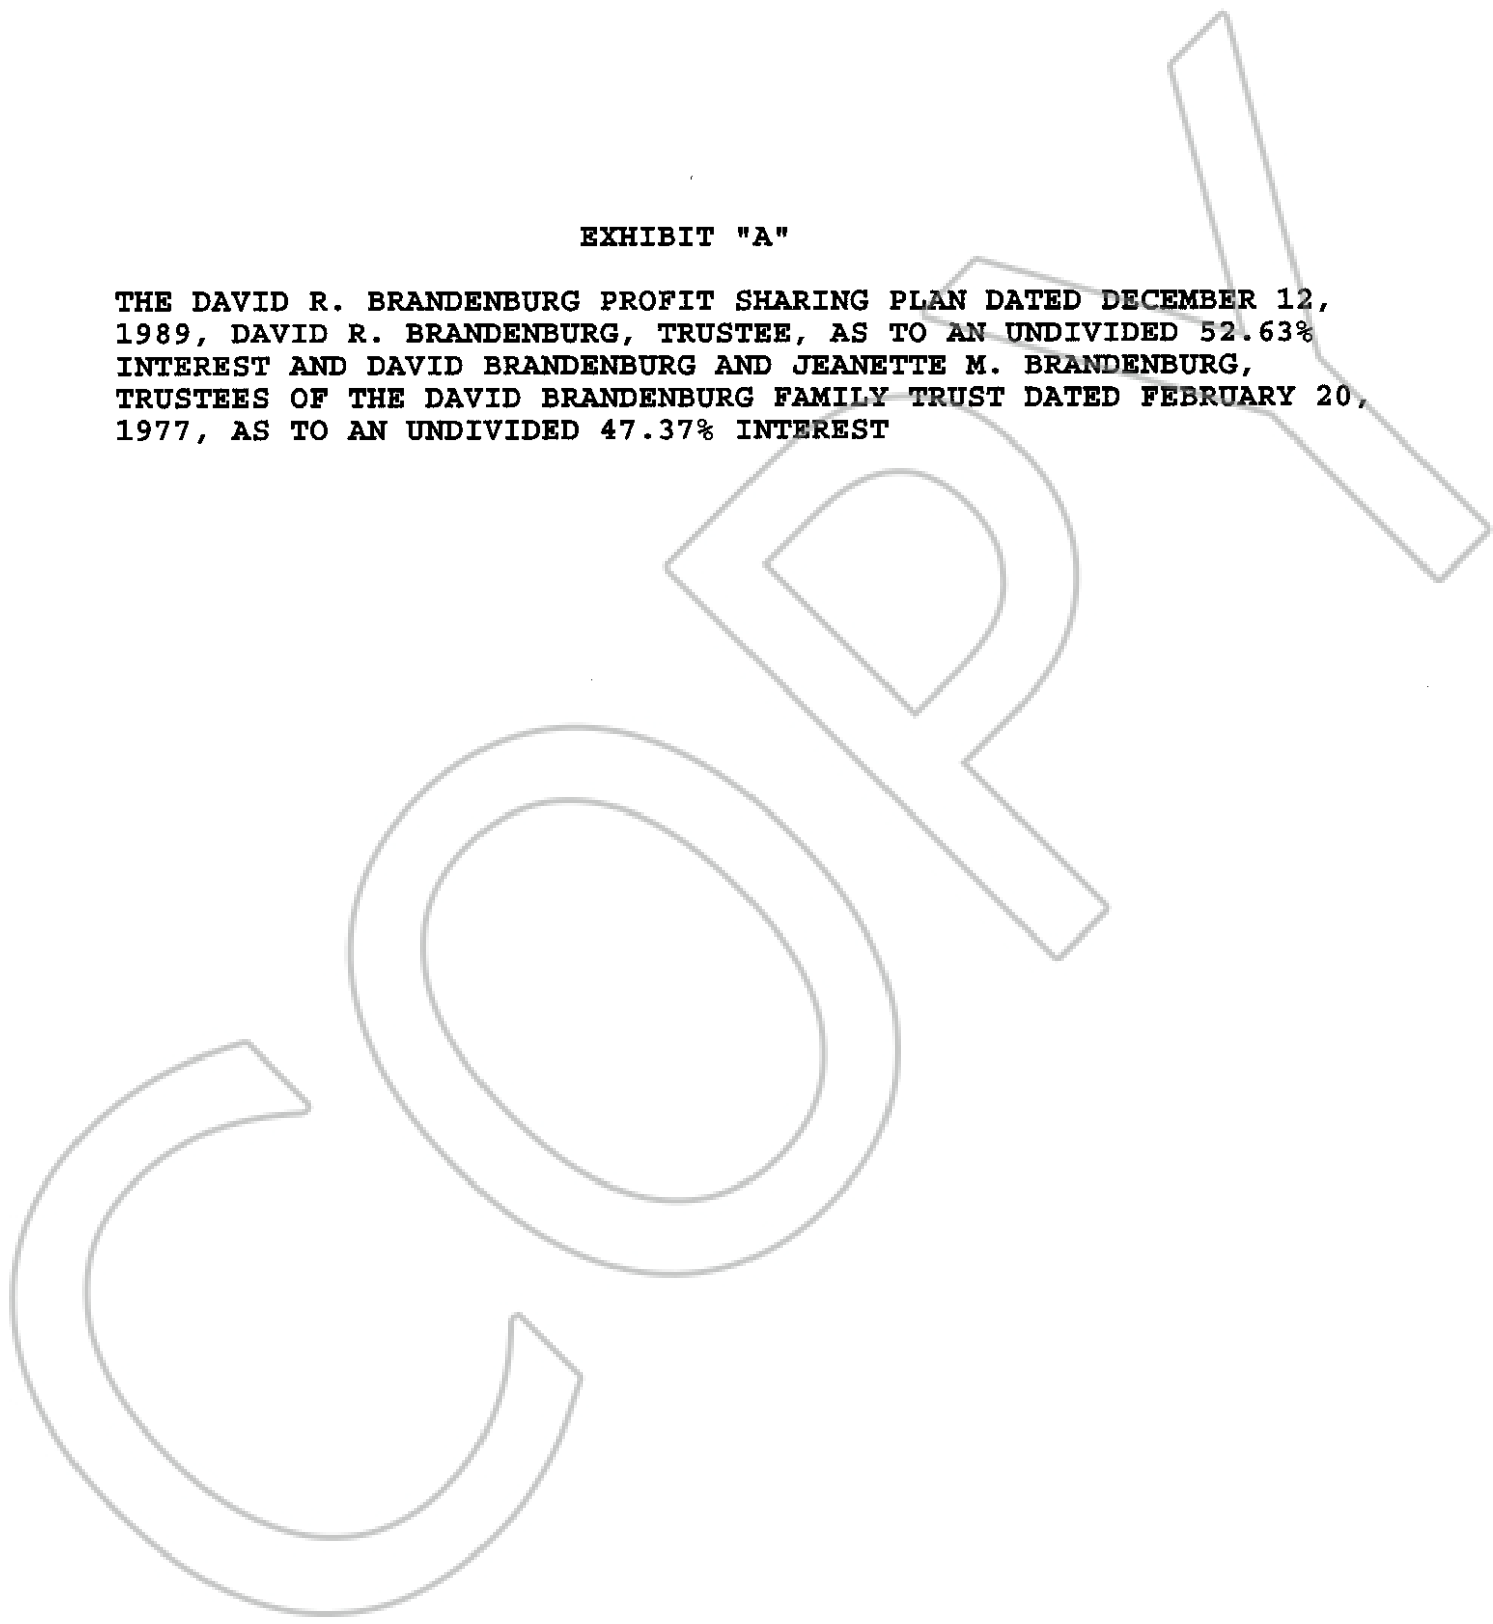 EXHIBIT "A"
THE DAVID R. BRANDENBURG PROFIT SHARING PLAN DATED DECEMBER 12,
1989, DAVID R. BRANDENBURG, TRUSTEE, AS TO AN UNDIVIDED 52.63%
INTEREST AND DAVID BRANDENBURG AND JEANETTE M. BRANDENBURG,
TRUSTEES OF THE DAVID BRANDENBURG FAMILY TRUST DATED FEBRUARY 20,
1977, AS TO AN UNDIVIDED 47.37% INTEREST
COPY